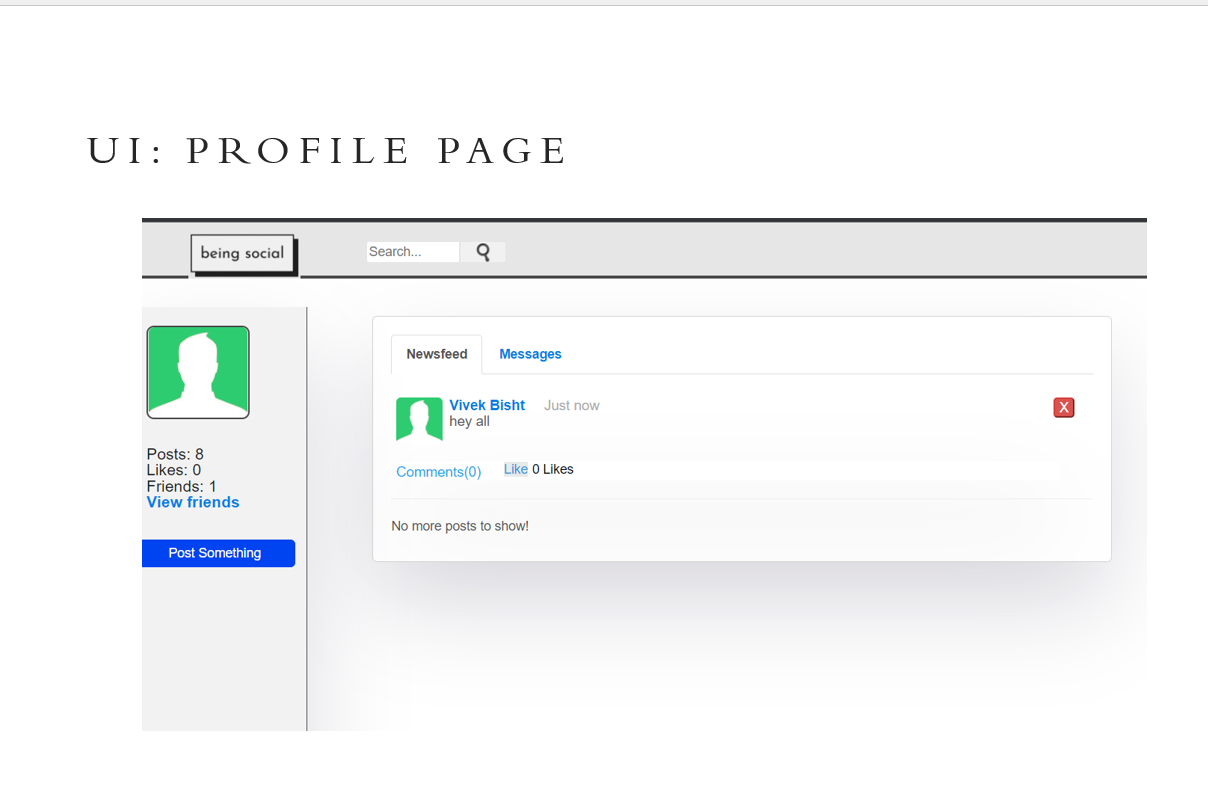 UI: PROFILE PAGE
being social
Search...
Posts: 8
Likes: 0
Friends: 1
View friends
Post Something
Newsfeed Messages
Vivek Bisht Just now
hey all
X
Comments(0) Like 0 Likes
No more posts to show!